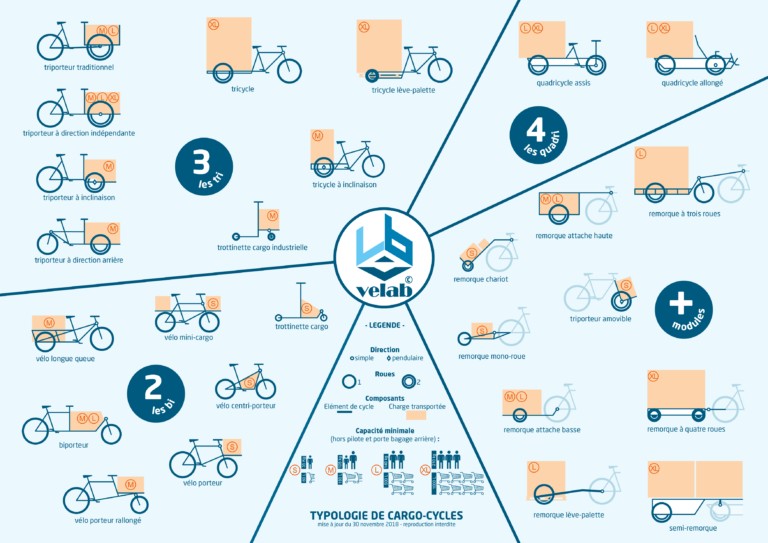 M L
triporteur traditionnel
M L XL
triporteur à direction indépendante
M
triporteur à inclinaison
M
triporteur à direction arrière
XL
tricycle
XL
tricycle lève-palette
M
tricycle à inclinaison
M
trottinette cargo industrielle
3
les tri
L XL
quadricycle assis
L XL
quadricycle allongé
4
les quadri
L
remorque à trois roues
M L
remorque attache haute
S
remorque chariot
S
triporteur amovible
S
remorque mono-roue
+
modules
M L
remorque attache basse
XL
remorque à quatre roues
L
remorque lève-palette
XL
semi-remorque
M
vélo longue queue
S
vélo mini-cargo
S
trottinette cargo
S
vélo centri-porteur
2
les bi
M L
biporteur
S
vélo porteur
M
vélo porteur rallongé
velab
©
- LEGENDE -
Direction
simple
pendulaire
Roues
1
2
Composants
Elément de cycle
Charge transportée
Capacité minimale
(hors pilote et porte bagage arrière) :
S
M
L
XL
TYPOLOGIE DE CARGO-CYCLES
mise à jour du 30 novembre 2018 - reproduction interdite